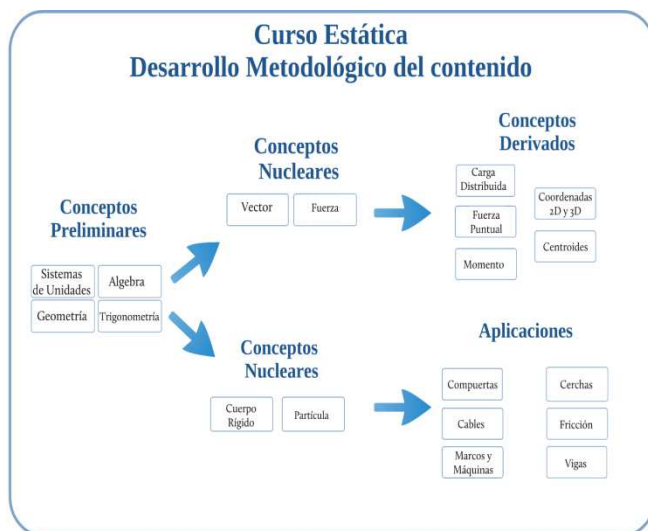 Curso Estática
Desarrollo Metodológico del contenido
Conceptos
Preliminares
Sistemas
de Unidades
Algebra
Geometría
Trigonometría
Conceptos
Nucleares
Vector
Fuerza
Conceptos
Derivados
Carga
Distribuida
Coordenadas
2D y 3D
Fuerza
Puntual
Centroides
Momento
Conceptos
Nucleares
Cuerpo
Rígido
Partícula
Aplicaciones
Compuertas
Cerchas
Cables
Fricción
Marcos y
Máquinas
Vigas